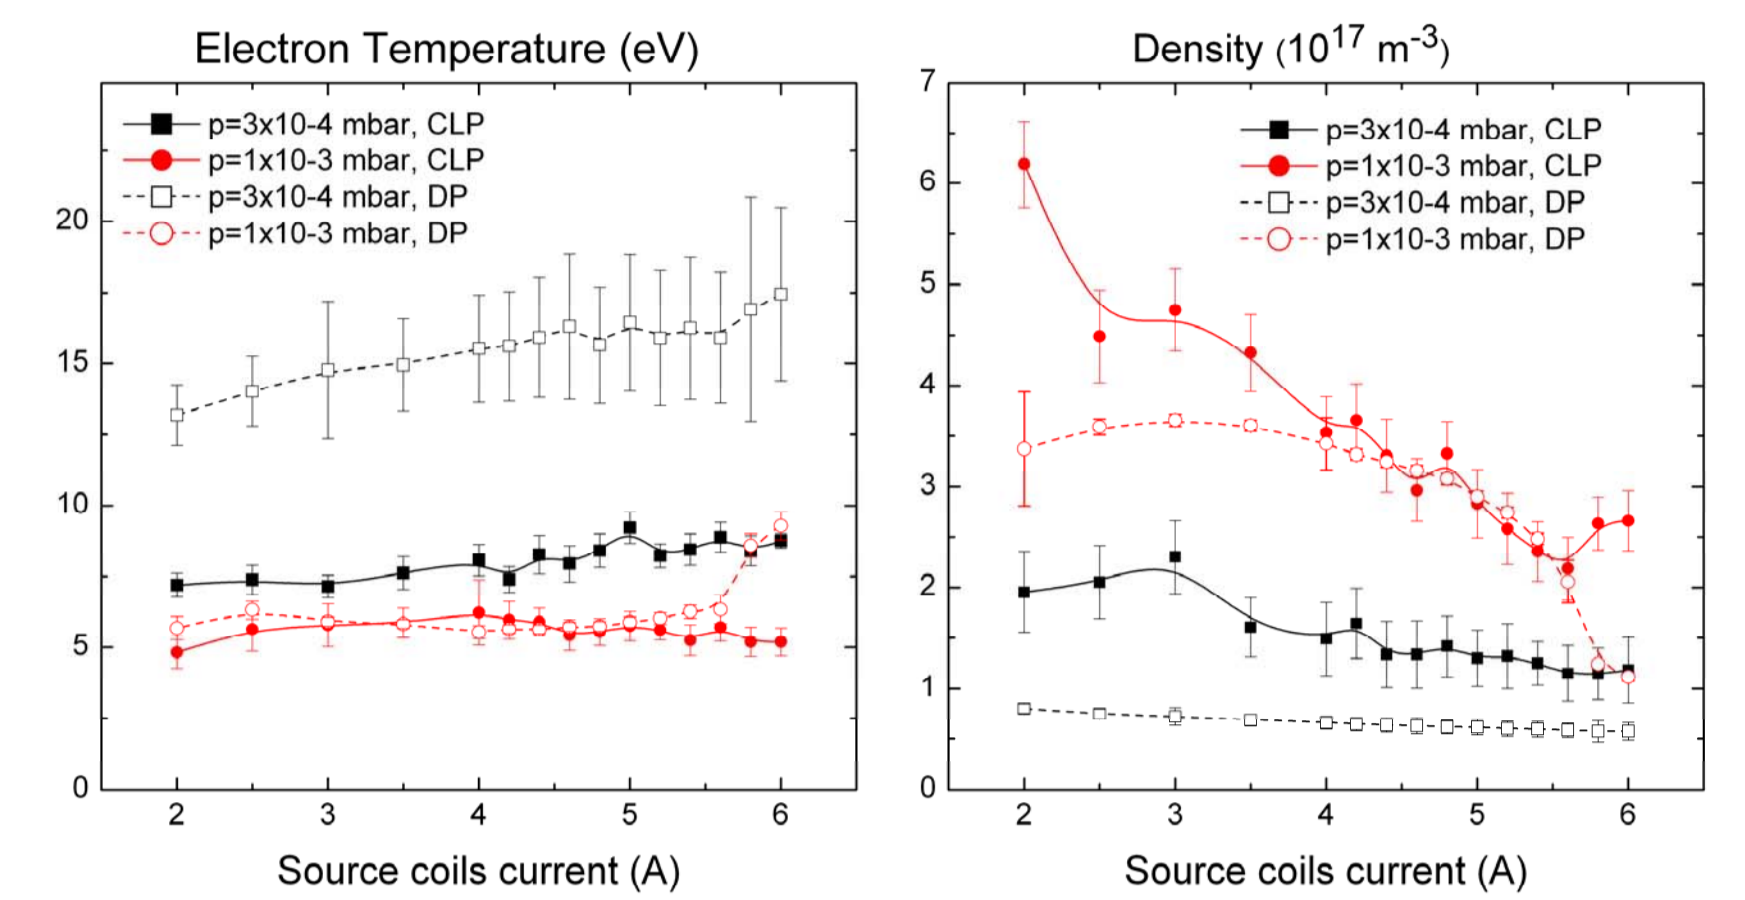 Electron Temperature (eV)
p=3x10-4 mbar, CLP
p=1x10-3 mbar, CLP
p=3x10-4 mbar, DP
p=1x10-3 mbar, DP
20
15
10
5
0
2 3 4 5 6
Source coils current (A)
Density (10¹⁷ m⁻³)
p=3x10-4 mbar, CLP
p=1x10-3 mbar, CLP
p=3x10-4 mbar, DP
p=1x10-3 mbar, DP
7
6
5
4
3
2
1
0
2 3 4 5 6
Source coils current (A)